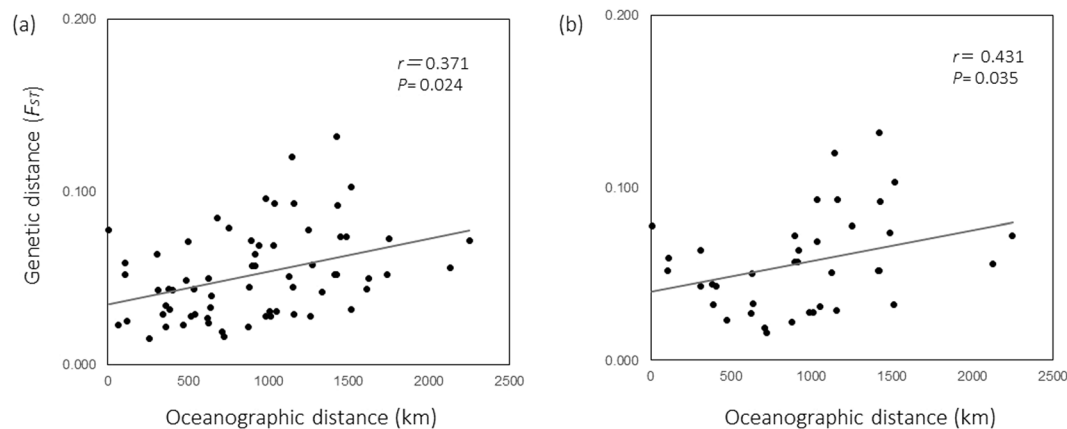 (a)
0.200
r＝0.371
P= 0.024
Genetic distance (FST)
0.100
0.000
0 500 1000 1500 2000 2500
Oceanographic distance (km)
(b)
0.200
r＝ 0.431
P= 0.035
0.100
0.000
0 500 1000 1500 2000 2500
Oceanographic distance (km)